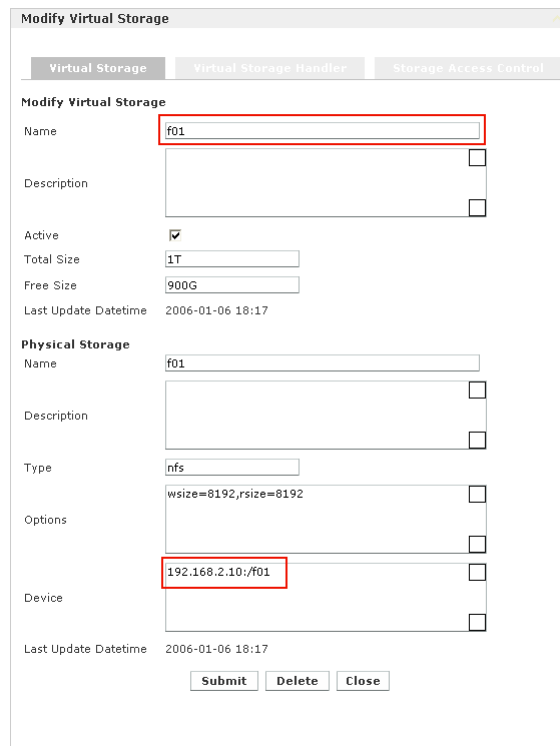 Modify Virtual Storage
Virtual Storage Virtual Storage Handler Storage Access Control
Modify Virtual Storage
Name f01
Description
Active
Total Size 1T
Free Size 900G
Last Update Datetime 2006-01-06 18:17
Physical Storage
Name f01
Description
Type nfs
Options wsize=8192,rsize=8192
Device 192.168.2.10:/f01
Last Update Datetime 2006-01-06 18:17
Submit Delete Close